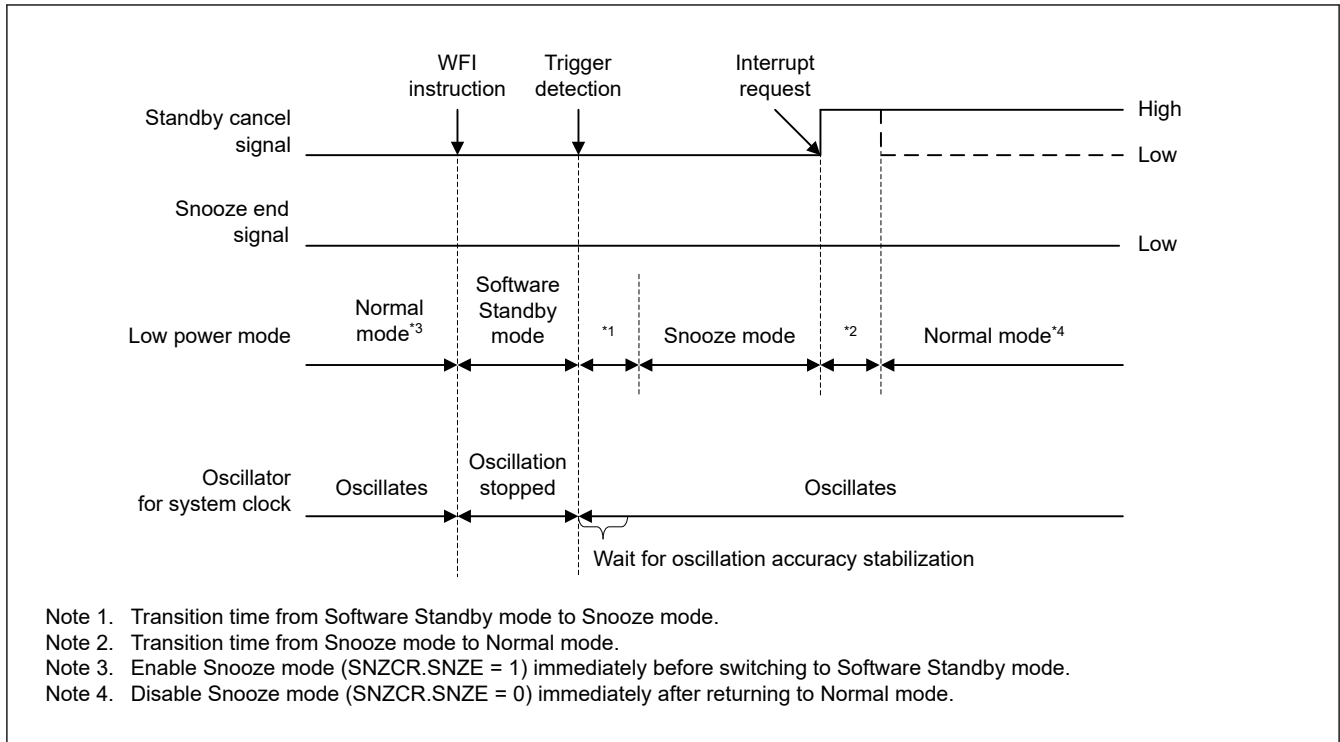 WFI
instruction
Trigger
detection
Interrupt
request
Standby cancel
signal
High
Low
Snooze end
signal
Low
Low power mode
Normal
mode*3
Software
Standby
mode
*1
Snooze mode
*2
Normal mode*4
Oscillator
for system clock
Oscillates
Oscillation
stopped
Oscillates
Wait for oscillation accuracy stabilization
Note 1. Transition time from Software Standby mode to Snooze mode.
Note 2. Transition time from Snooze mode to Normal mode.
Note 3. Enable Snooze mode (SNZCR.SNZE = 1) immediately before switching to Software Standby mode.
Note 4. Disable Snooze mode (SNZCR.SNZE = 0) immediately after returning to Normal mode.